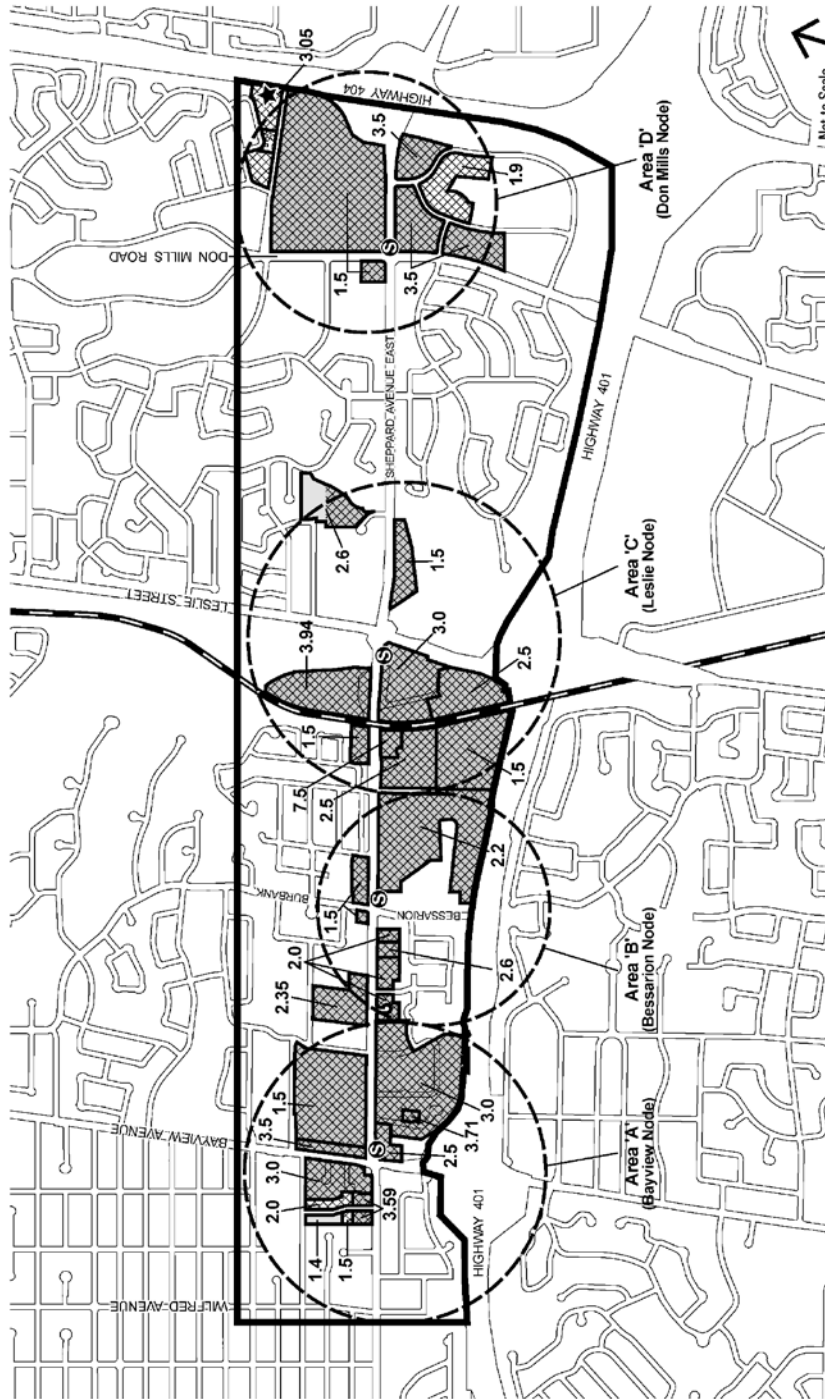 WILFRED AVENUE
BAYVIEW AVENUE
BURBANK
BESSARION
LESLIE STREET
DON MILLS ROAD
HIGHWAY 404
SHEPPARD AVENUE EAST
HIGHWAY 401
HIGHWAY 401
1.4
1.5
2.0
3.0
3.59
3.5
1.5
2.5
3.71
3.0
2.35
2.0
2.6
1.5
2.2
1.5
7.5
2.5
1.5
3.94
3.0
2.5
2.6
1.5
1.5
3.5
3.5
1.9
3.05
S
S
S
S
Area 'A'
(Bayview Node)
Area 'B'
(Bessarion Node)
Area 'C'
(Leslie Node)
Area 'D'
(Don Mills Node)
Not to Scale